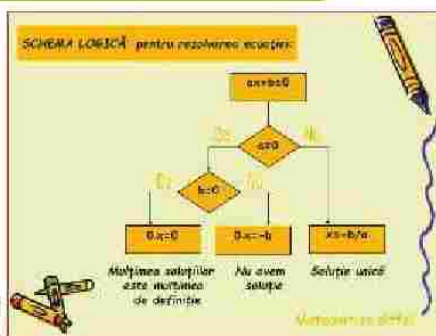 SCHEMA LOGICĂ pentru rezolvarea ecuației:
ax+b=0
Da a=0 Nu
Da b=0 Nu
0·x=0 0·x=-b x=-b/a
Mulțimea soluțiilor Nu avem Soluție unică
este mulțimea soluție
de definiție